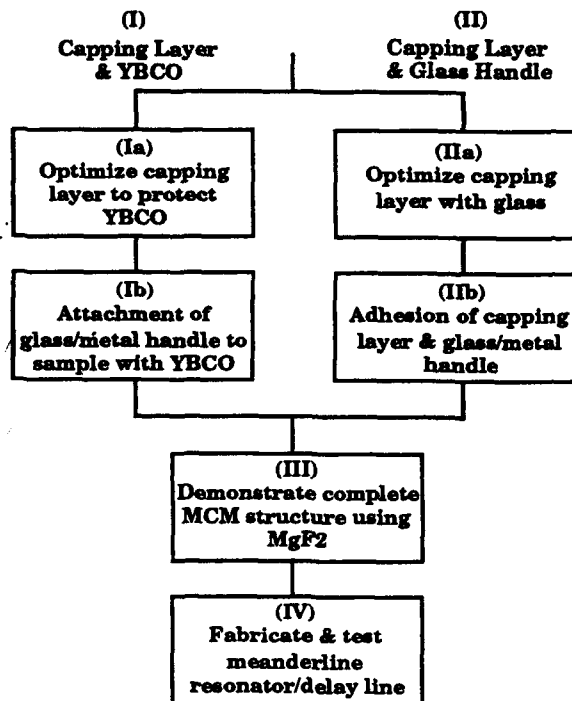 (I)
Capping Layer
& YBCO
(II)
Capping Layer
& Glass Handle
(Ia)
Optimize capping
layer to protect
YBCO
(IIa)
Optimize capping
layer with glass
(Ib)
Attachment of
glass/metal handle to
sample with YBCO
(IIb)
Adhesion of capping
layer & glass/metal
handle
(III)
Demonstrate complete
MCM structure using
MgF2
(IV)
Fabricate & test
meanderline
resonator/delay line